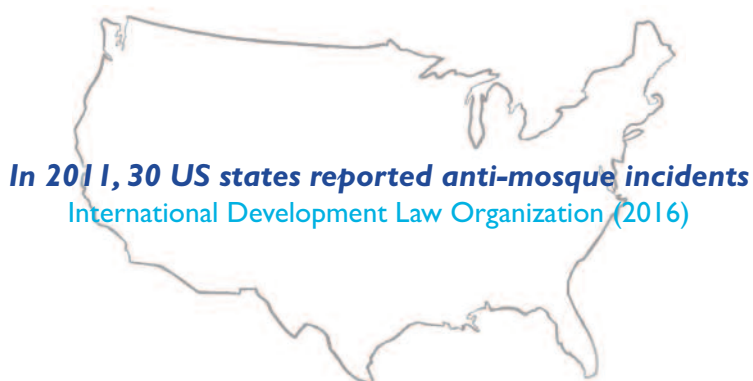 In 2011, 30 US states reported anti-mosque incidents
International Development Law Organization (2016)